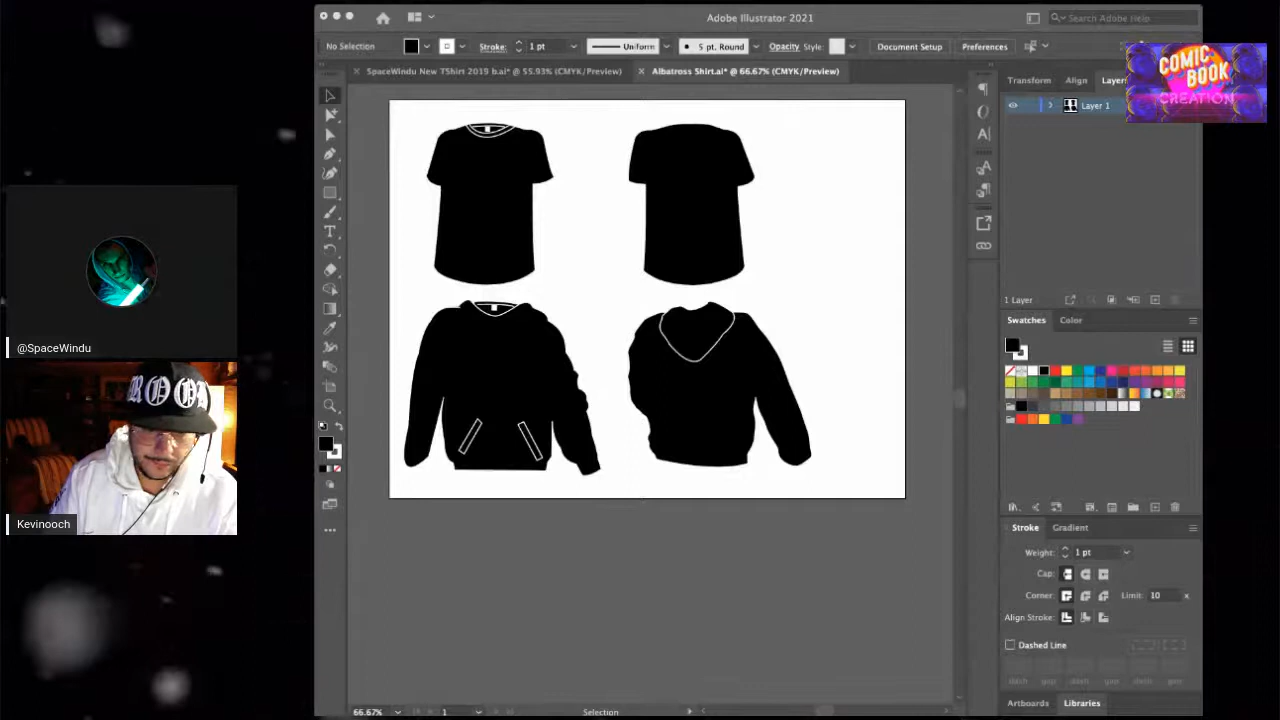 Adobe Illustrator 2021
Search Adobe Help
No Selection
Stroke:
1 pt
Uniform
5 pt. Round
Opacity
Style:
Document Setup
Preferences
× SpaceWindu New TShirt 2019 b.ai* @ 55.93% (CMYK/Preview)
× Albatross Shirt.ai* @ 66.67% (CMYK/Preview)
Transform
Align
Layers
COMIC
BOOK
CREATION
Layer 1
@SpaceWindu
Kevinooch
1 Layer
Swatches
Color
Stroke
Gradient
Weight:
1 pt
Cap:
Corner:
Limit:
10
x
Align Stroke:
Dashed Line
dash gap dash gap dash gap
Artboards
Libraries
66.67%
1
Selection